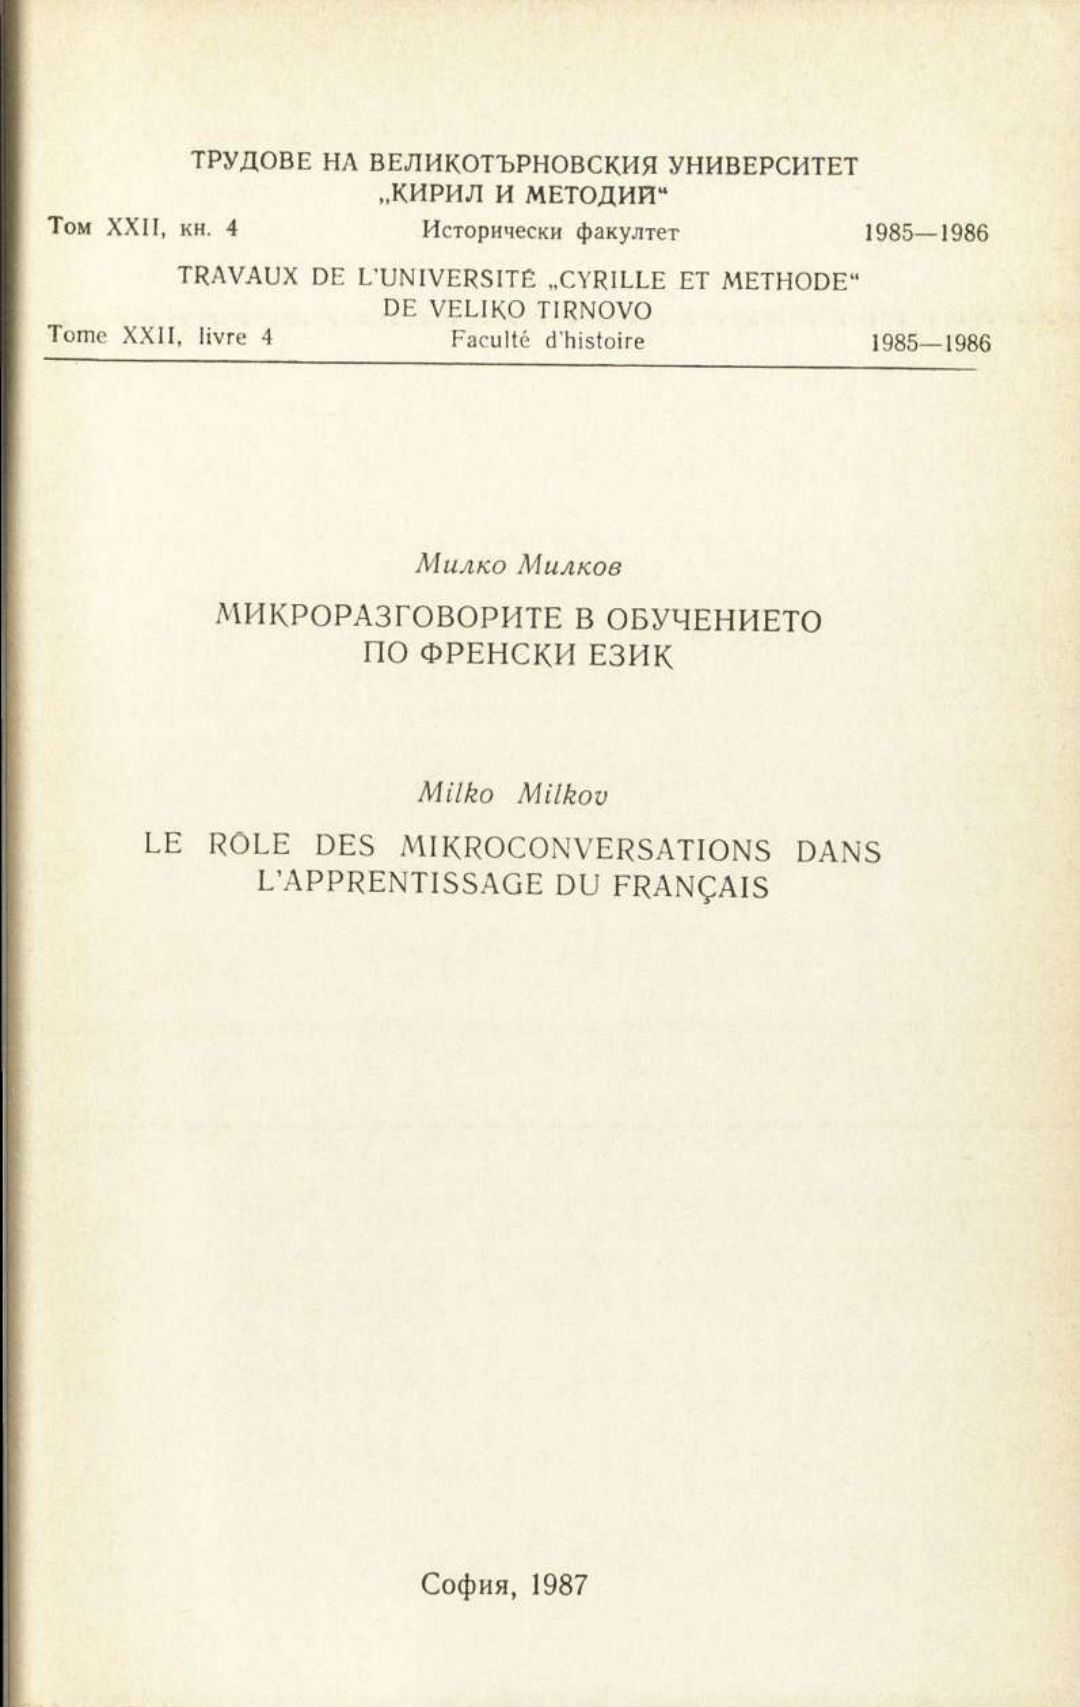 ТРУДОВЕ НА ВЕЛИКОТЪРНОВСКИЯ УНИВЕРСИТЕТ
„КИРИЛ И МЕТОДИЙ“
Том XXII, кн. 4 Исторически факултет 1985—1986
TRAVAUX DE L'UNIVERSITÉ „CYRILLE ET METHODE“
DE VELIKO TIRNOVO
Tome XXII, livre 4 Faculté d'histoire 1985—1986
Милко Милков
МИКРОРАЗГОВОРИТЕ В ОБУЧЕНИЕТО
ПО ФРЕНСКИ ЕЗИК
Milko Milkov
LE RÔLE DES MIKROCONVERSATIONS DANS
L'APPRENTISSAGE DU FRANÇAIS
София, 1987